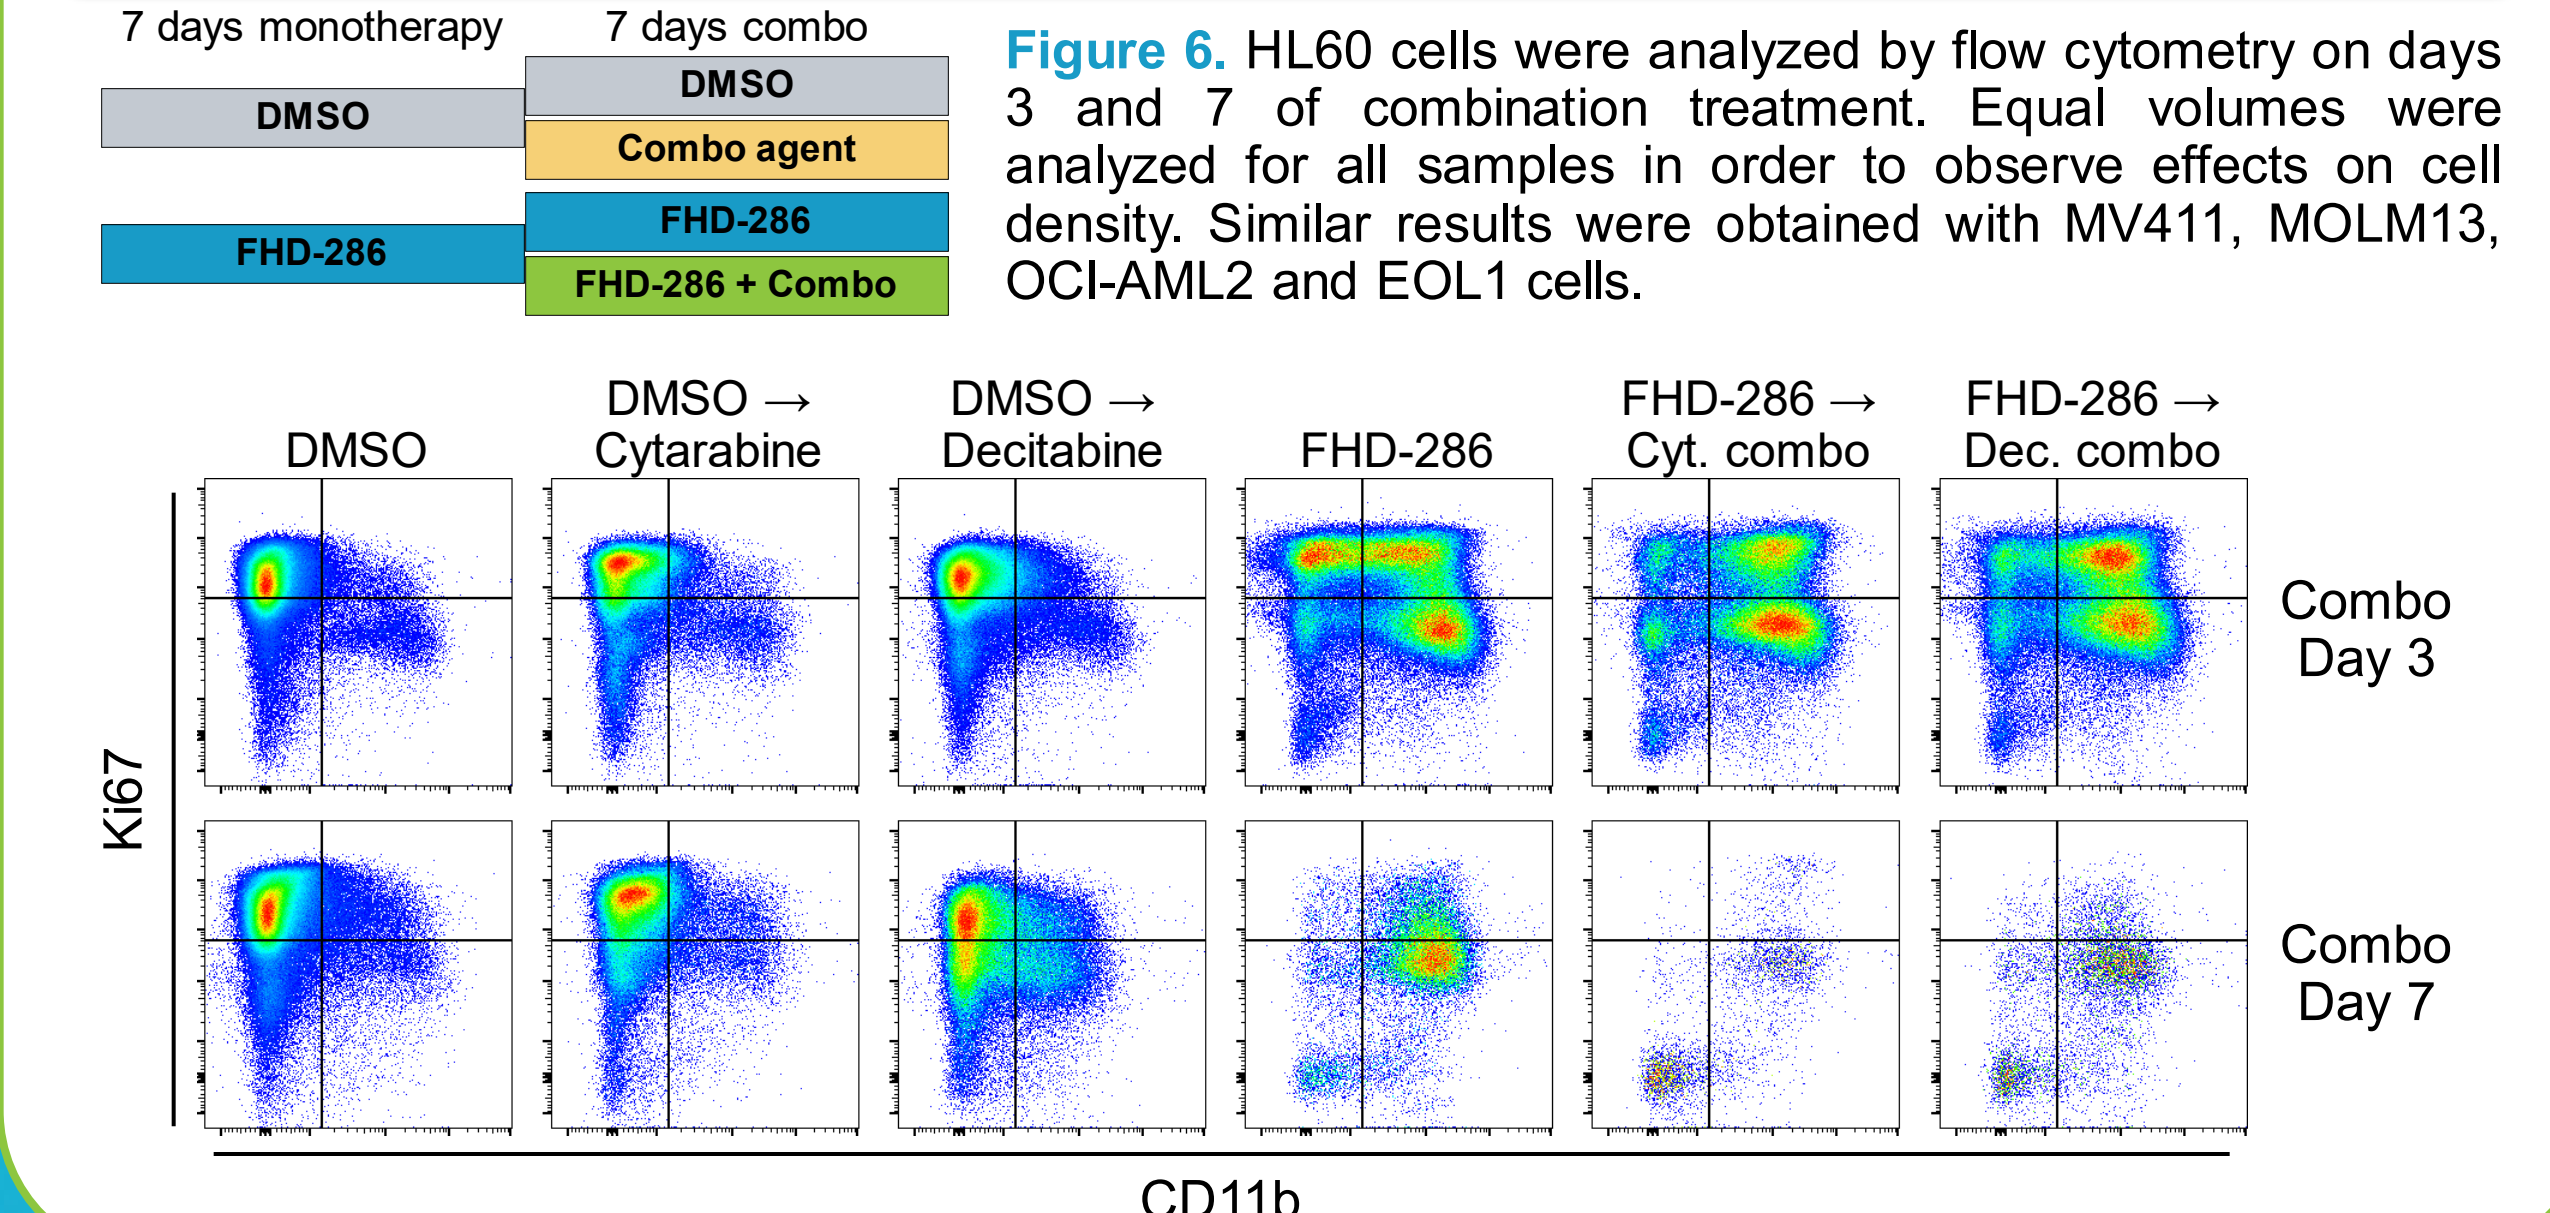 7 days monotherapy
7 days combo
DMSO
DMSO
Combo agent
FHD-286
FHD-286
FHD-286 + Combo
Figure 6. HL60 cells were analyzed by flow cytometry on days
3 and 7 of combination treatment. Equal volumes were
analyzed for all samples in order to observe effects on cell
density. Similar results were obtained with MV411, MOLM13,
OCI-AML2 and EOL1 cells.
DMSO
DMSO →
Cytarabine
DMSO →
Decitabine
FHD-286
FHD-286 →
Cyt. combo
FHD-286 →
Dec. combo
Combo
Day 3
Ki67
Combo
Day 7
CD11b